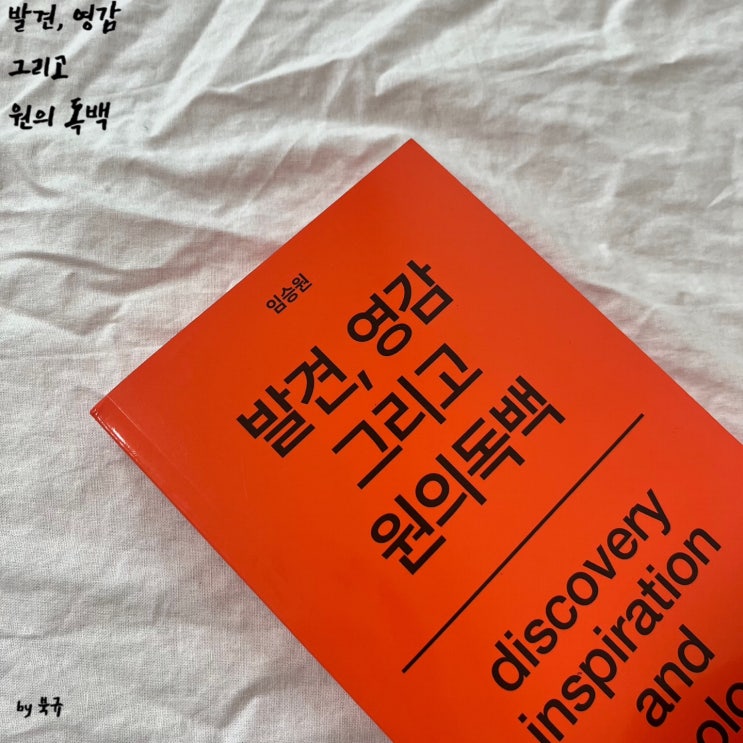 발견, 영감
그리고
원의 독백
임승원
발견, 영감
그리고
원의독백
discovery
inspiration
and
by 북규